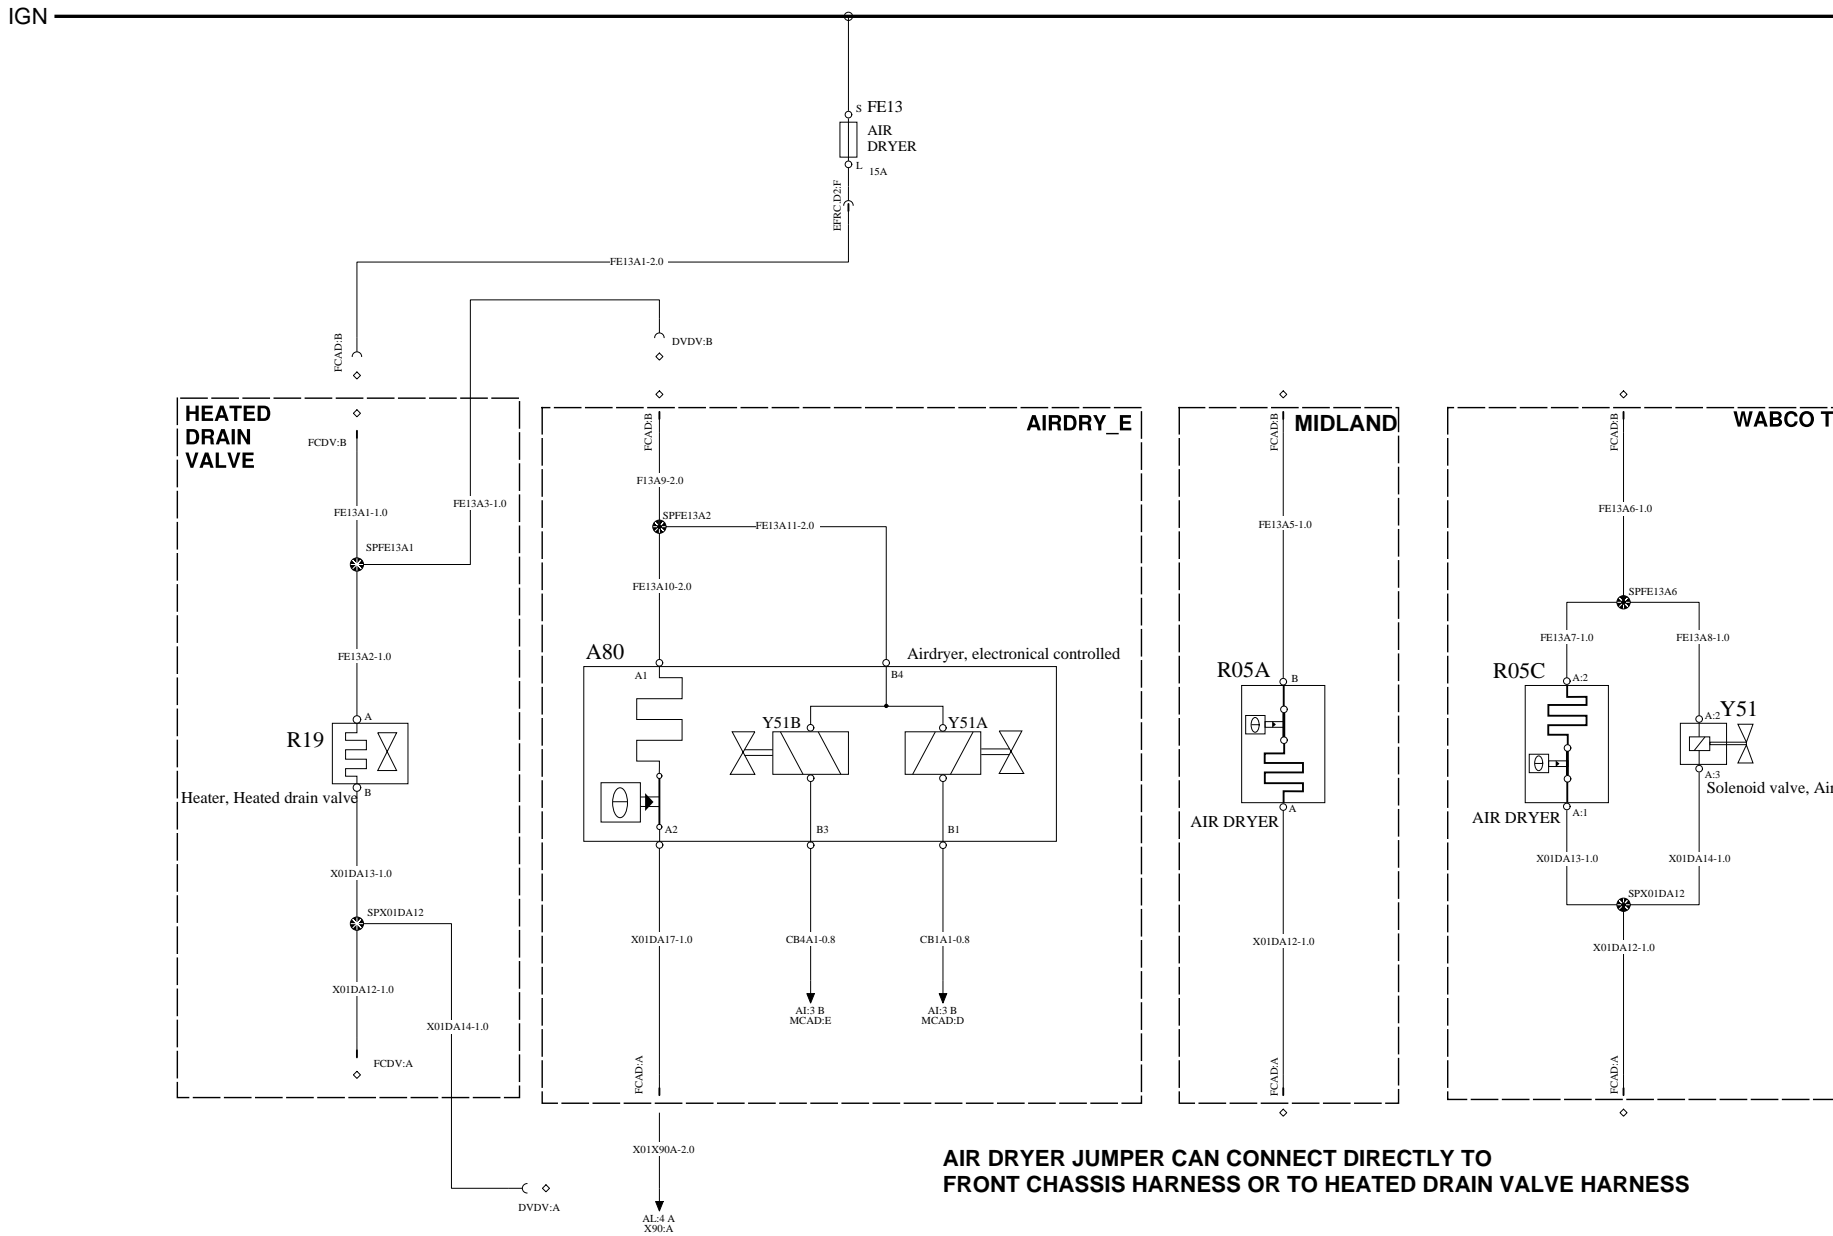 IGN
S FE13
AIR
DRYER
L 15A
EFRC.D2:F
FE13A1-2.0
FCAD:B
DVDV:B
HEATED
DRAIN
VALVE
FCDV:B
FE13A1-1.0
FE13A3-1.0
SPFE13A1
FE13A2-1.0
A
R19
B
Heater, Heated drain valve
X01DA13-1.0
SPX01DA12
X01DA12-1.0
X01DA14-1.0
FCDV:A
DVDV:A
AIRDRY_E
FCAD:B
F13A9-2.0
SPFE13A2
FE13A11-2.0
FE13A10-2.0
A80
Airdryer, electronical controlled
A1
B4
Y51B
Y51A
A2
B3
B1
X01DA17-1.0
CB4A1-0.8
CB1A1-0.8
AI:3 B
MCAD:E
AI:3 B
MCAD:D
FCAD:A
X01X90A-2.0
AL:4 A
X90:A
MIDLAND
FCAD:B
FE13A5-1.0
R05A
B
A
AIR DRYER
X01DA12-1.0
FCAD:A
WABCO T
FCAD:B
FE13A6-1.0
SPFE13A6
FE13A7-1.0
FE13A8-1.0
R05C
A:2
A:2
Y51
A:3
Solenoid valve, Air
A:1
AIR DRYER
X01DA13-1.0
X01DA14-1.0
SPX01DA12
X01DA12-1.0
FCAD:A
AIR DRYER JUMPER CAN CONNECT DIRECTLY TO
FRONT CHASSIS HARNESS OR TO HEATED DRAIN VALVE HARNESS